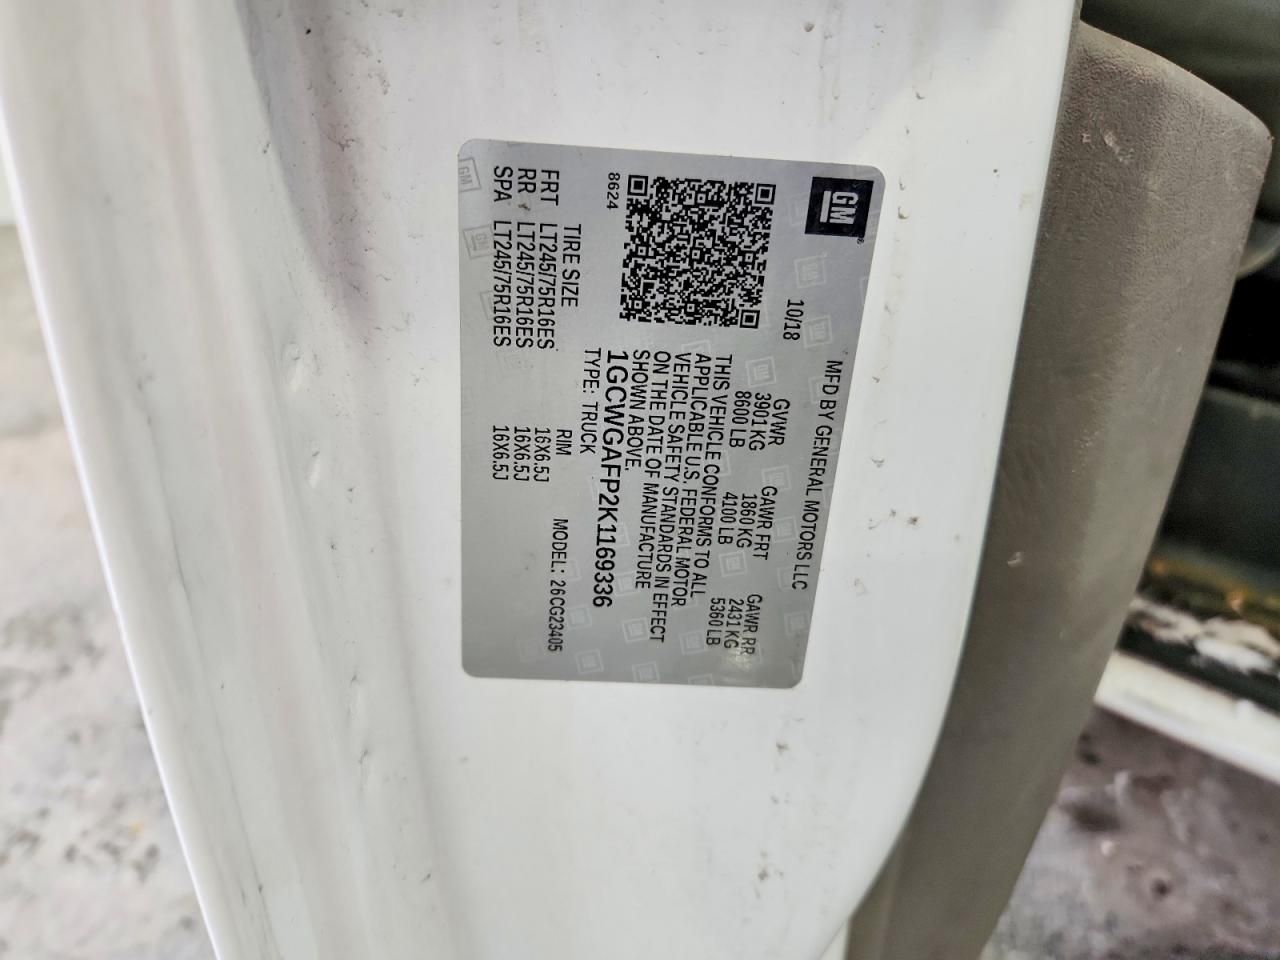 GM
MFD BY GENERAL MOTORS LLC
10/18
GVWR GAWR FRT GAWR RR
3901 KG 1860 KG 2431 KG
8600 LB 4100 LB 5360 LB
THIS VEHICLE CONFORMS TO ALL
APPLICABLE U.S. FEDERAL MOTOR
VEHICLE SAFETY STANDARDS IN EFFECT
ON THE DATE OF MANUFACTURE
SHOWN ABOVE.
1GCWGAFP2K1169336
8624
TYPE: TRUCK MODEL: 26CG23405
TIRE SIZE RIM
FRT LT245/75R16ES 16X6.5J
RR LT245/75R16ES 16X6.5J
SPA LT245/75R16ES 16X6.5J